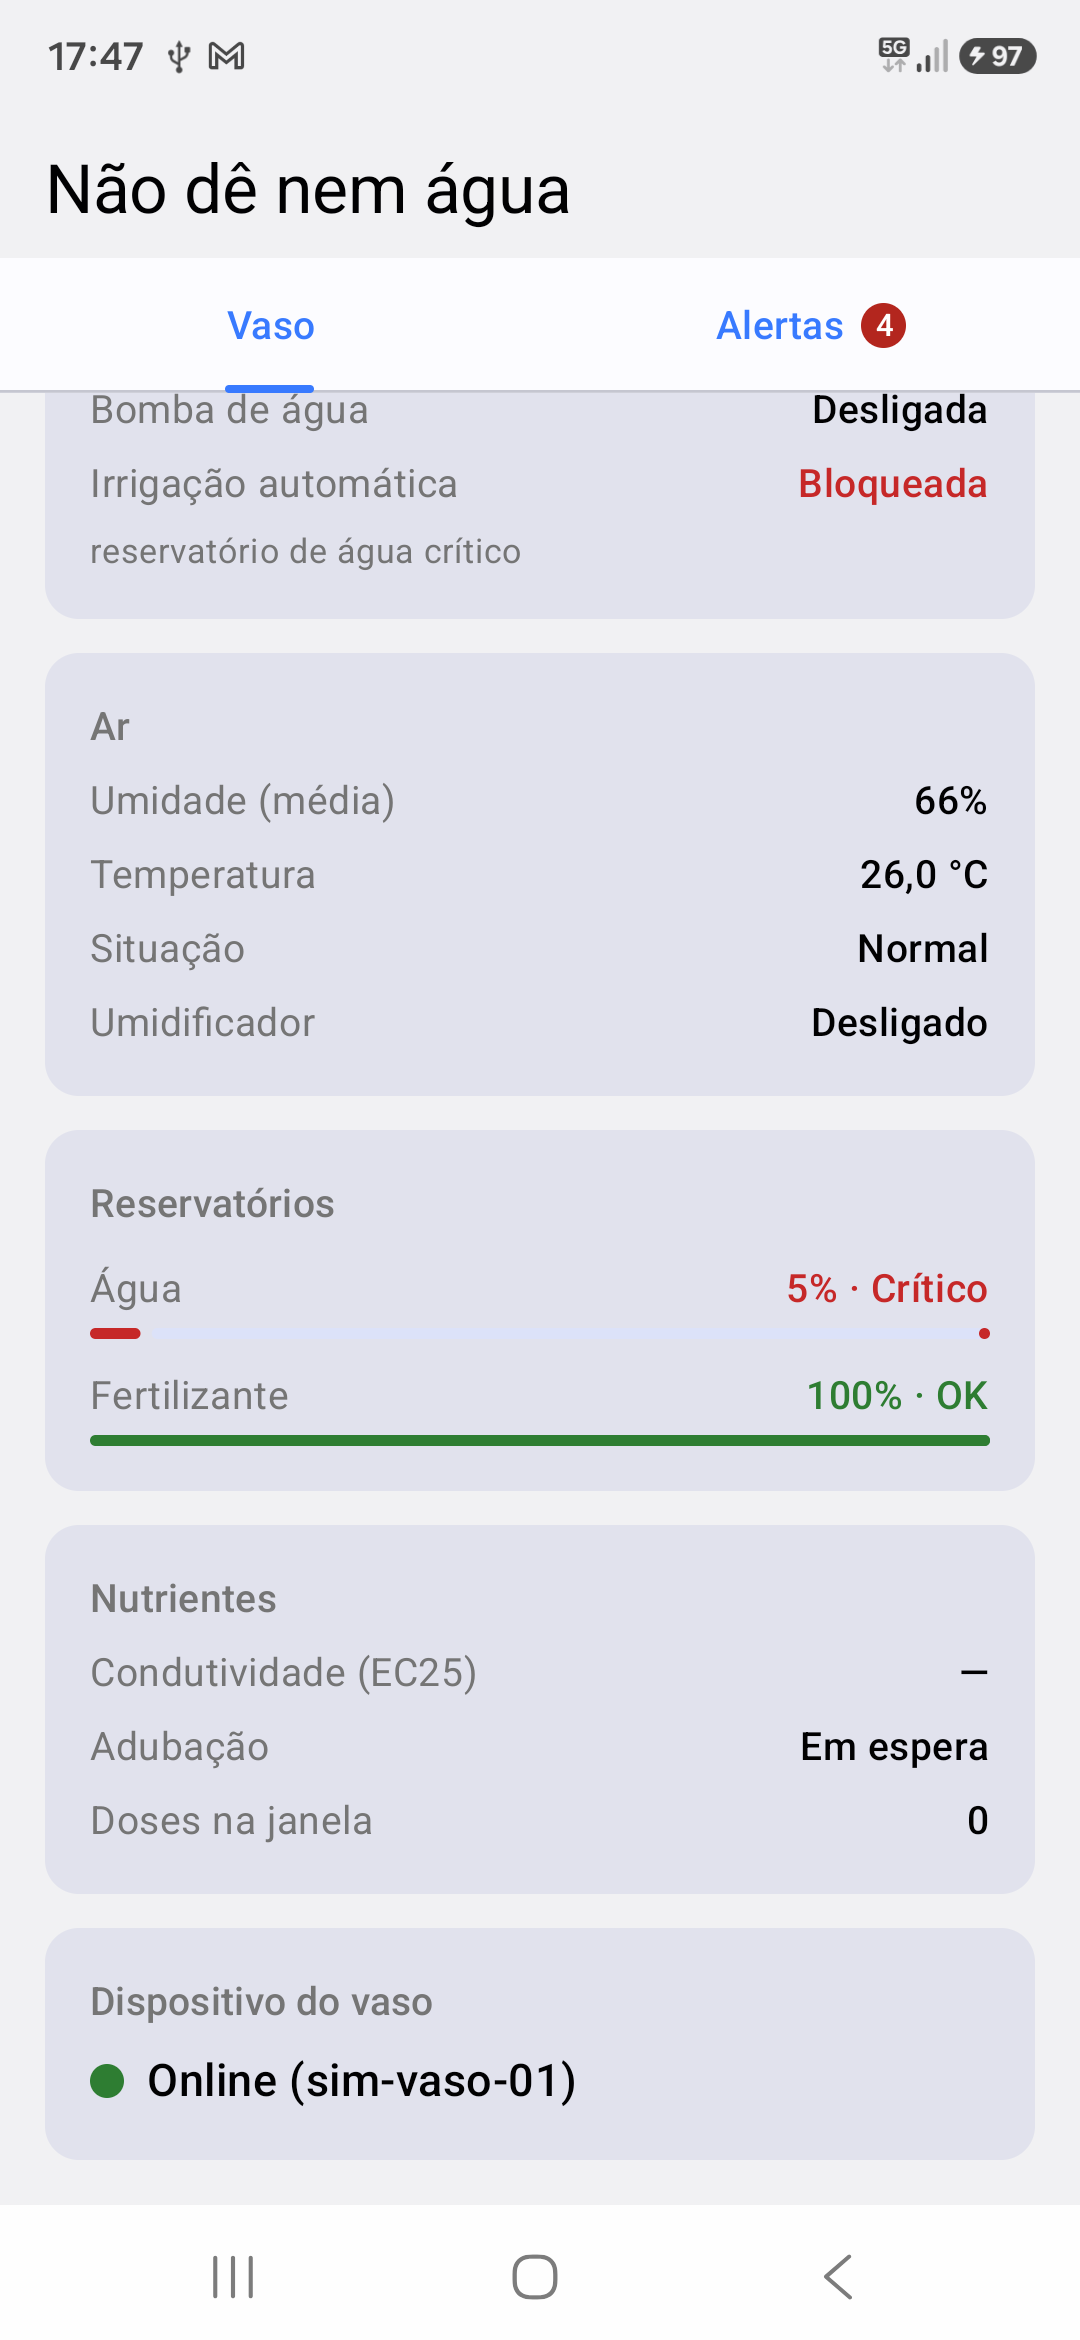 17:47 5G 97
Não dê nem água
Vaso Alertas 4
Bomba de água Desligada
Irrigação automática Bloqueada
reservatório de água crítico
Ar
Umidade (média) 66%
Temperatura 26,0 °C
Situação Normal
Umidificador Desligado
Reservatórios
Água 5% · Crítico
Fertilizante 100% · OK
Nutrientes
Condutividade (EC25) —
Adubação Em espera
Doses na janela 0
Dispositivo do vaso
Online (sim-vaso-01)